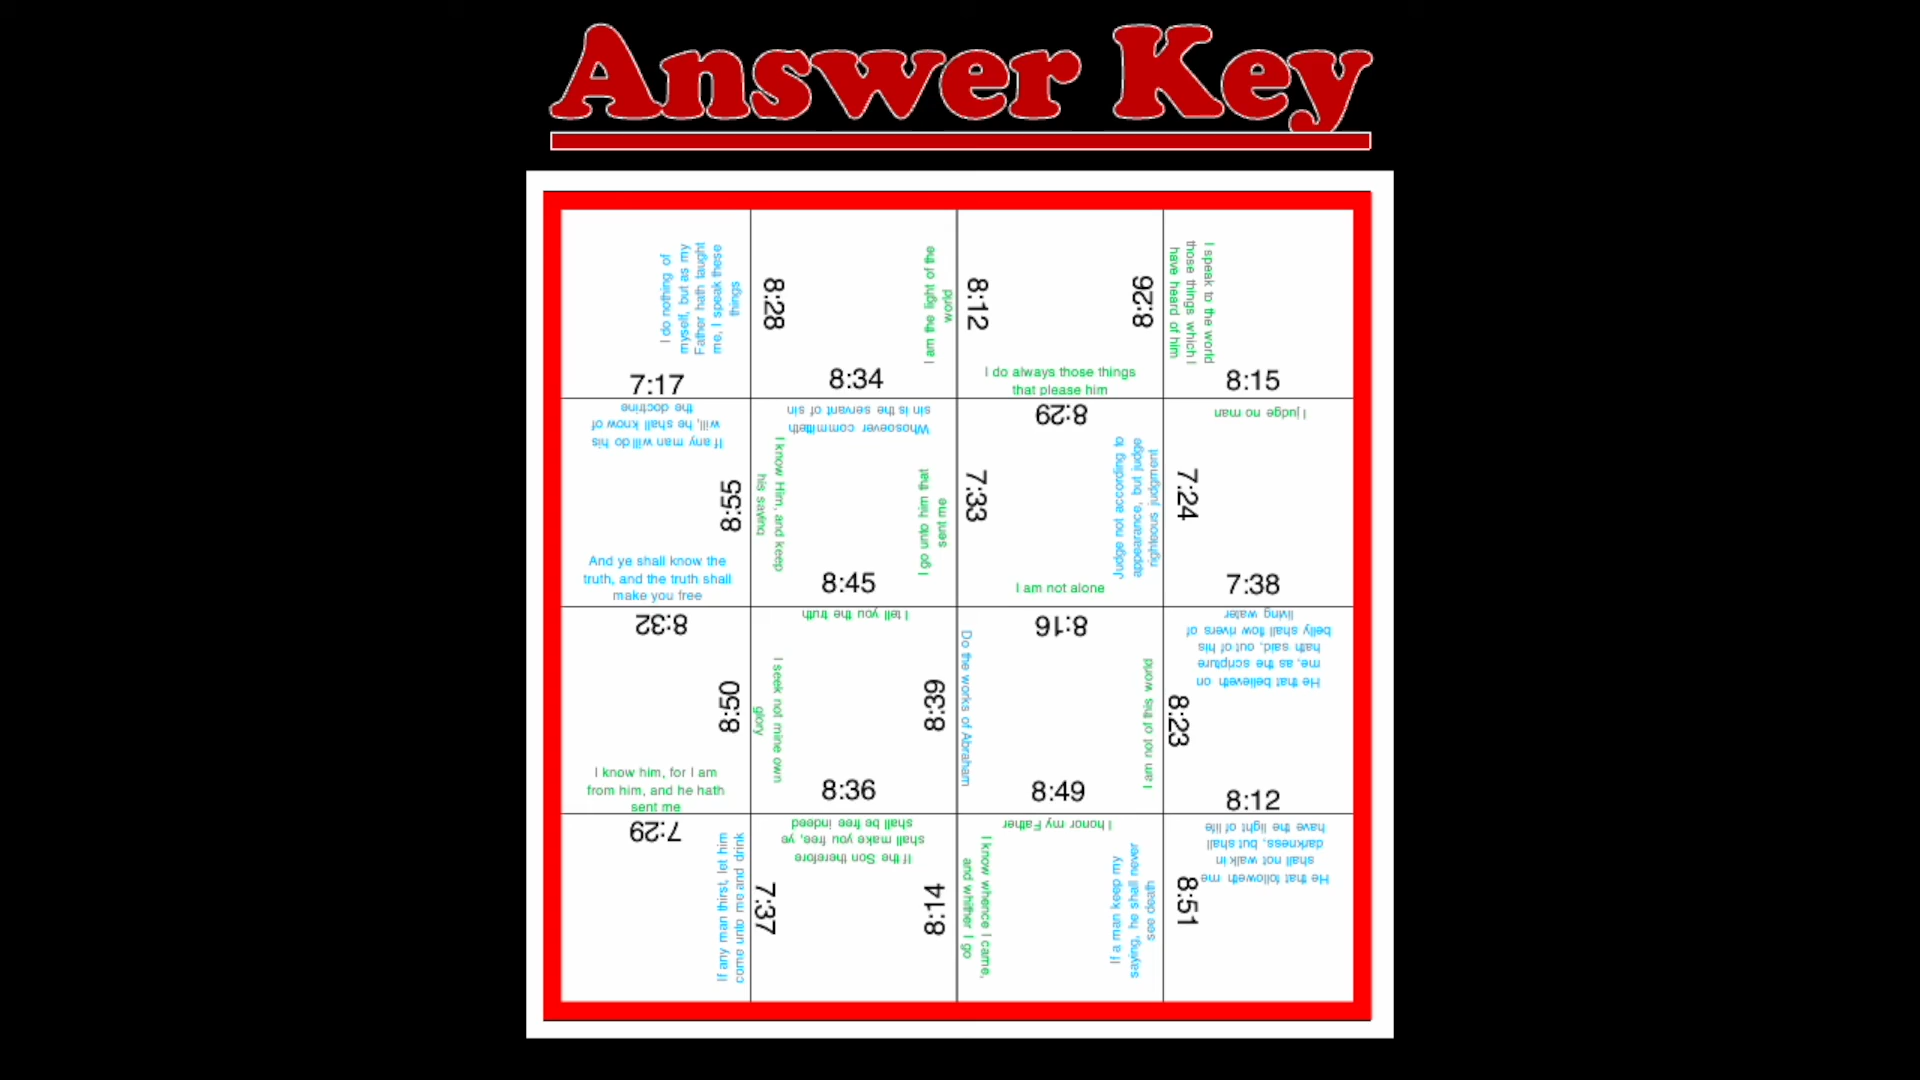 Answer Key
I do nothing of
myself, but as my
Father hath taught
me, I speak these
things
7:17
8:28
I am the light of the
world
8:34
8:12
8:26
I do always those things
that please him
I speak to the world
those things which I
have heard of him
8:15
If any man will do his
will, he shall know of
the doctrine
8:55
And ye shall know the
truth, and the truth shall
make you free
Whosoever committeth
sin is the servant of sin
I know Him, and keep
his saying
I go unto him that
sent me
8:45
8:29
7:33
Judge not according to
appearance, but judge
righteous judgment
I am not alone
I judge no man
7:24
7:38
8:32
8:50
I know him, for I am
from him, and he hath
sent me
I tell you the truth
I seek not mine own
glory
8:39
8:36
8:16
Do the works of Abraham
I am not of this world
8:49
He that believeth on
me, as the scripture
hath said, out of his
belly shall flow rivers of
living water
8:23
8:12
7:29
If any man thirst, let him
come unto me and drink
If the Son therefore
shall make you free, ye
shall be free indeed
7:37
8:14
I honor my Father
I know whence I came,
and whither I go
If a man keep my
saying, he shall never
see death
He that followeth me
shall not walk in
darkness, but shall
have the light of life
8:51